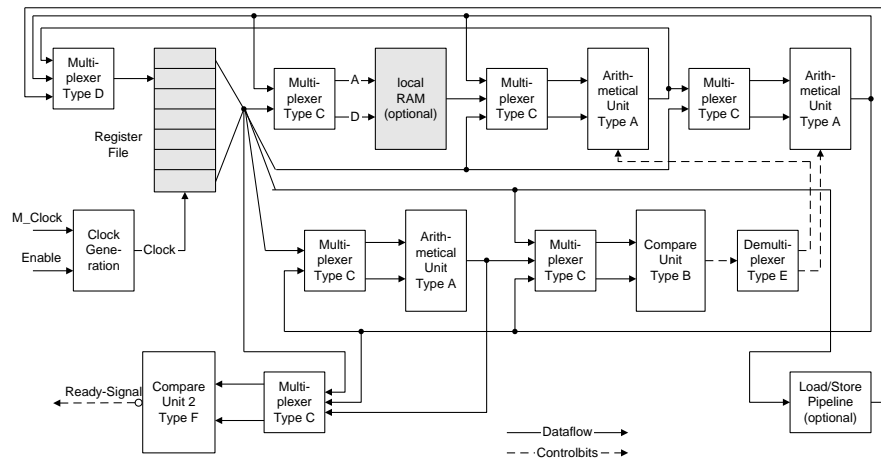 Multi-
plexer
Type D
Register
File
Multi-
plexer
Type C
A
D
local
RAM
(optional)
Multi-
plexer
Type C
Arith-
metical
Unit
Type A
Multi-
plexer
Type C
Arith-
metical
Unit
Type A
M_Clock
Enable
Clock
Gene-
ration
Clock
Multi-
plexer
Type C
Arith-
metical
Unit
Type A
Multi-
plexer
Type C
Compare
Unit
Type B
Demulti-
plexer
Type E
Ready-Signal
Compare
Unit 2
Type F
Multi-
plexer
Type C
Load/Store
Pipeline
(optional)
Dataflow
Controlbits